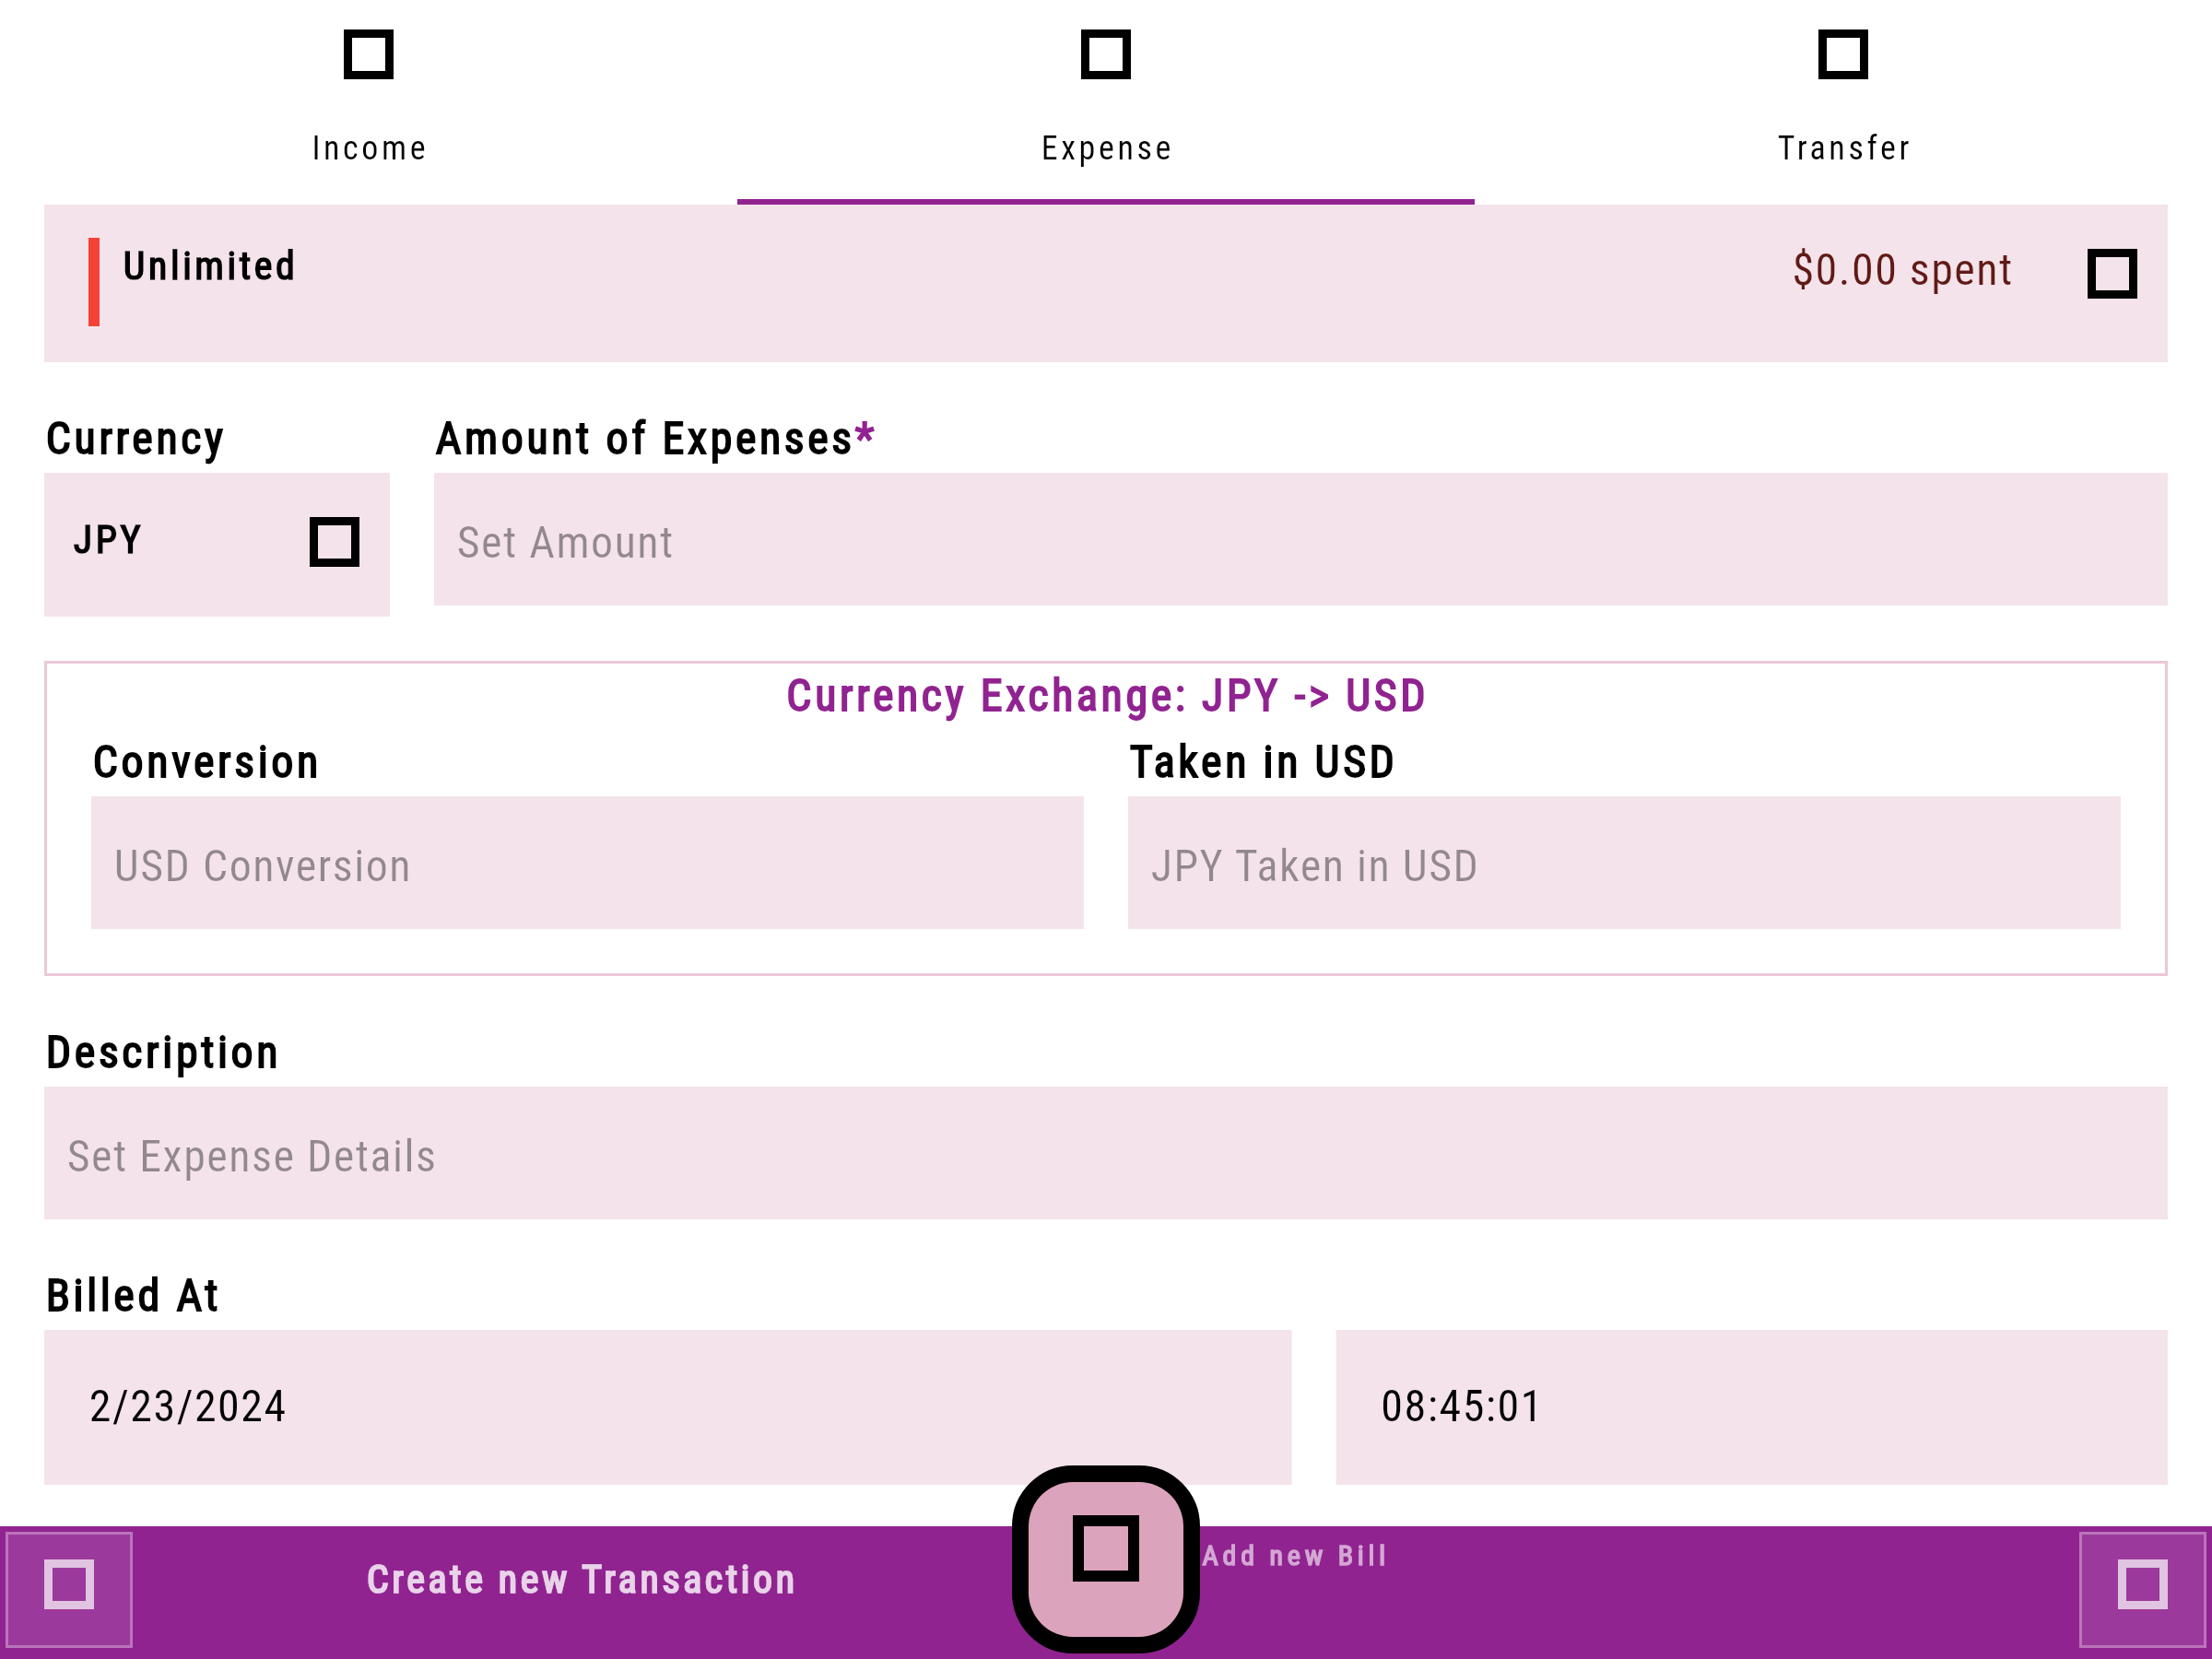 Income
Expense
Transfer
Unlimited
$0.00 spent
Currency
Amount of Expenses*
JPY
Set Amount
Currency Exchange: JPY -> USD
Conversion
Taken in USD
USD Conversion
JPY Taken in USD
Description
Set Expense Details
Billed At
2/23/2024
08:45:01
Create new Transaction
Add new Bill